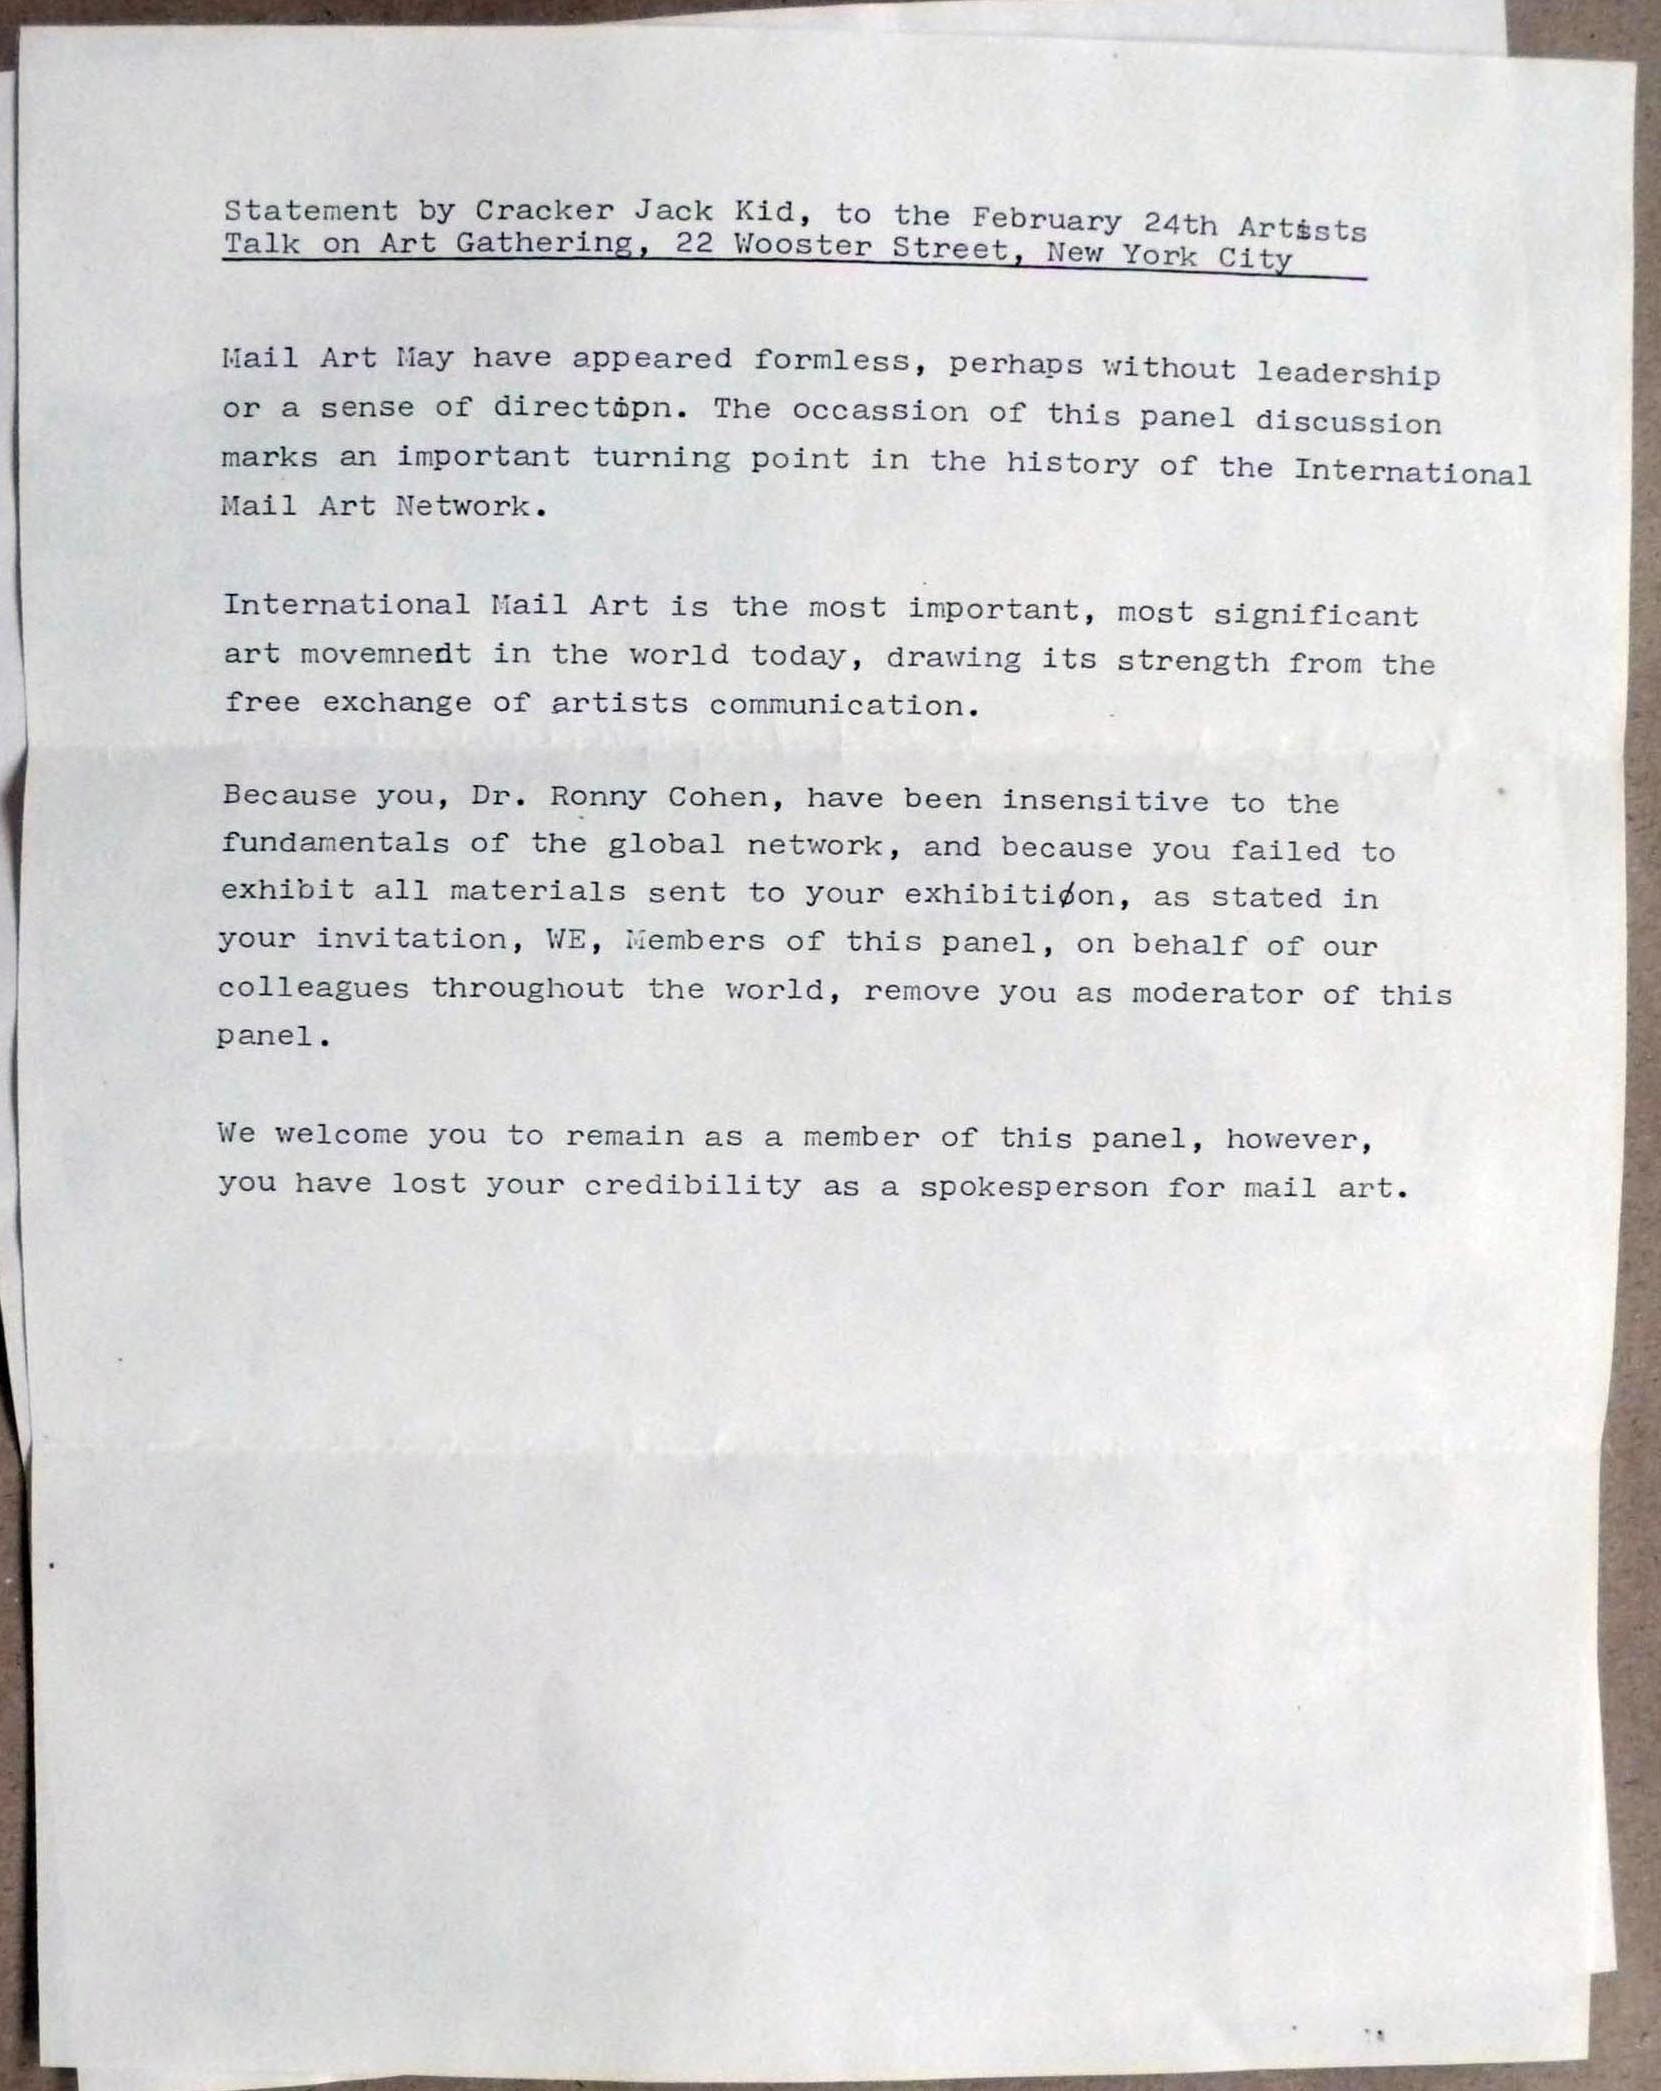 Statement by Cracker Jack Kid, to the February 24th Artists
Talk on Art Gathering, 22 Wooster Street, New York City
Mail Art May have appeared formless, perhaps without leadership
or a sense of direction. The occassion of this panel discussion
marks an important turning point in the history of the International
Mail Art Network.
International Mail Art is the most important, most significant
art movemnent in the world today, drawing its strength from the
free exchange of artists communication.
Because you, Dr. Ronny Cohen, have been insensitive to the
fundamentals of the global network, and because you failed to
exhibit all materials sent to your exhibitiøon, as stated in
your invitation, WE, Members of this panel, on behalf of our
colleagues throughout the world, remove you as moderator of this
panel.
We welcome you to remain as a member of this panel, however,
you have lost your credibility as a spokesperson for mail art.